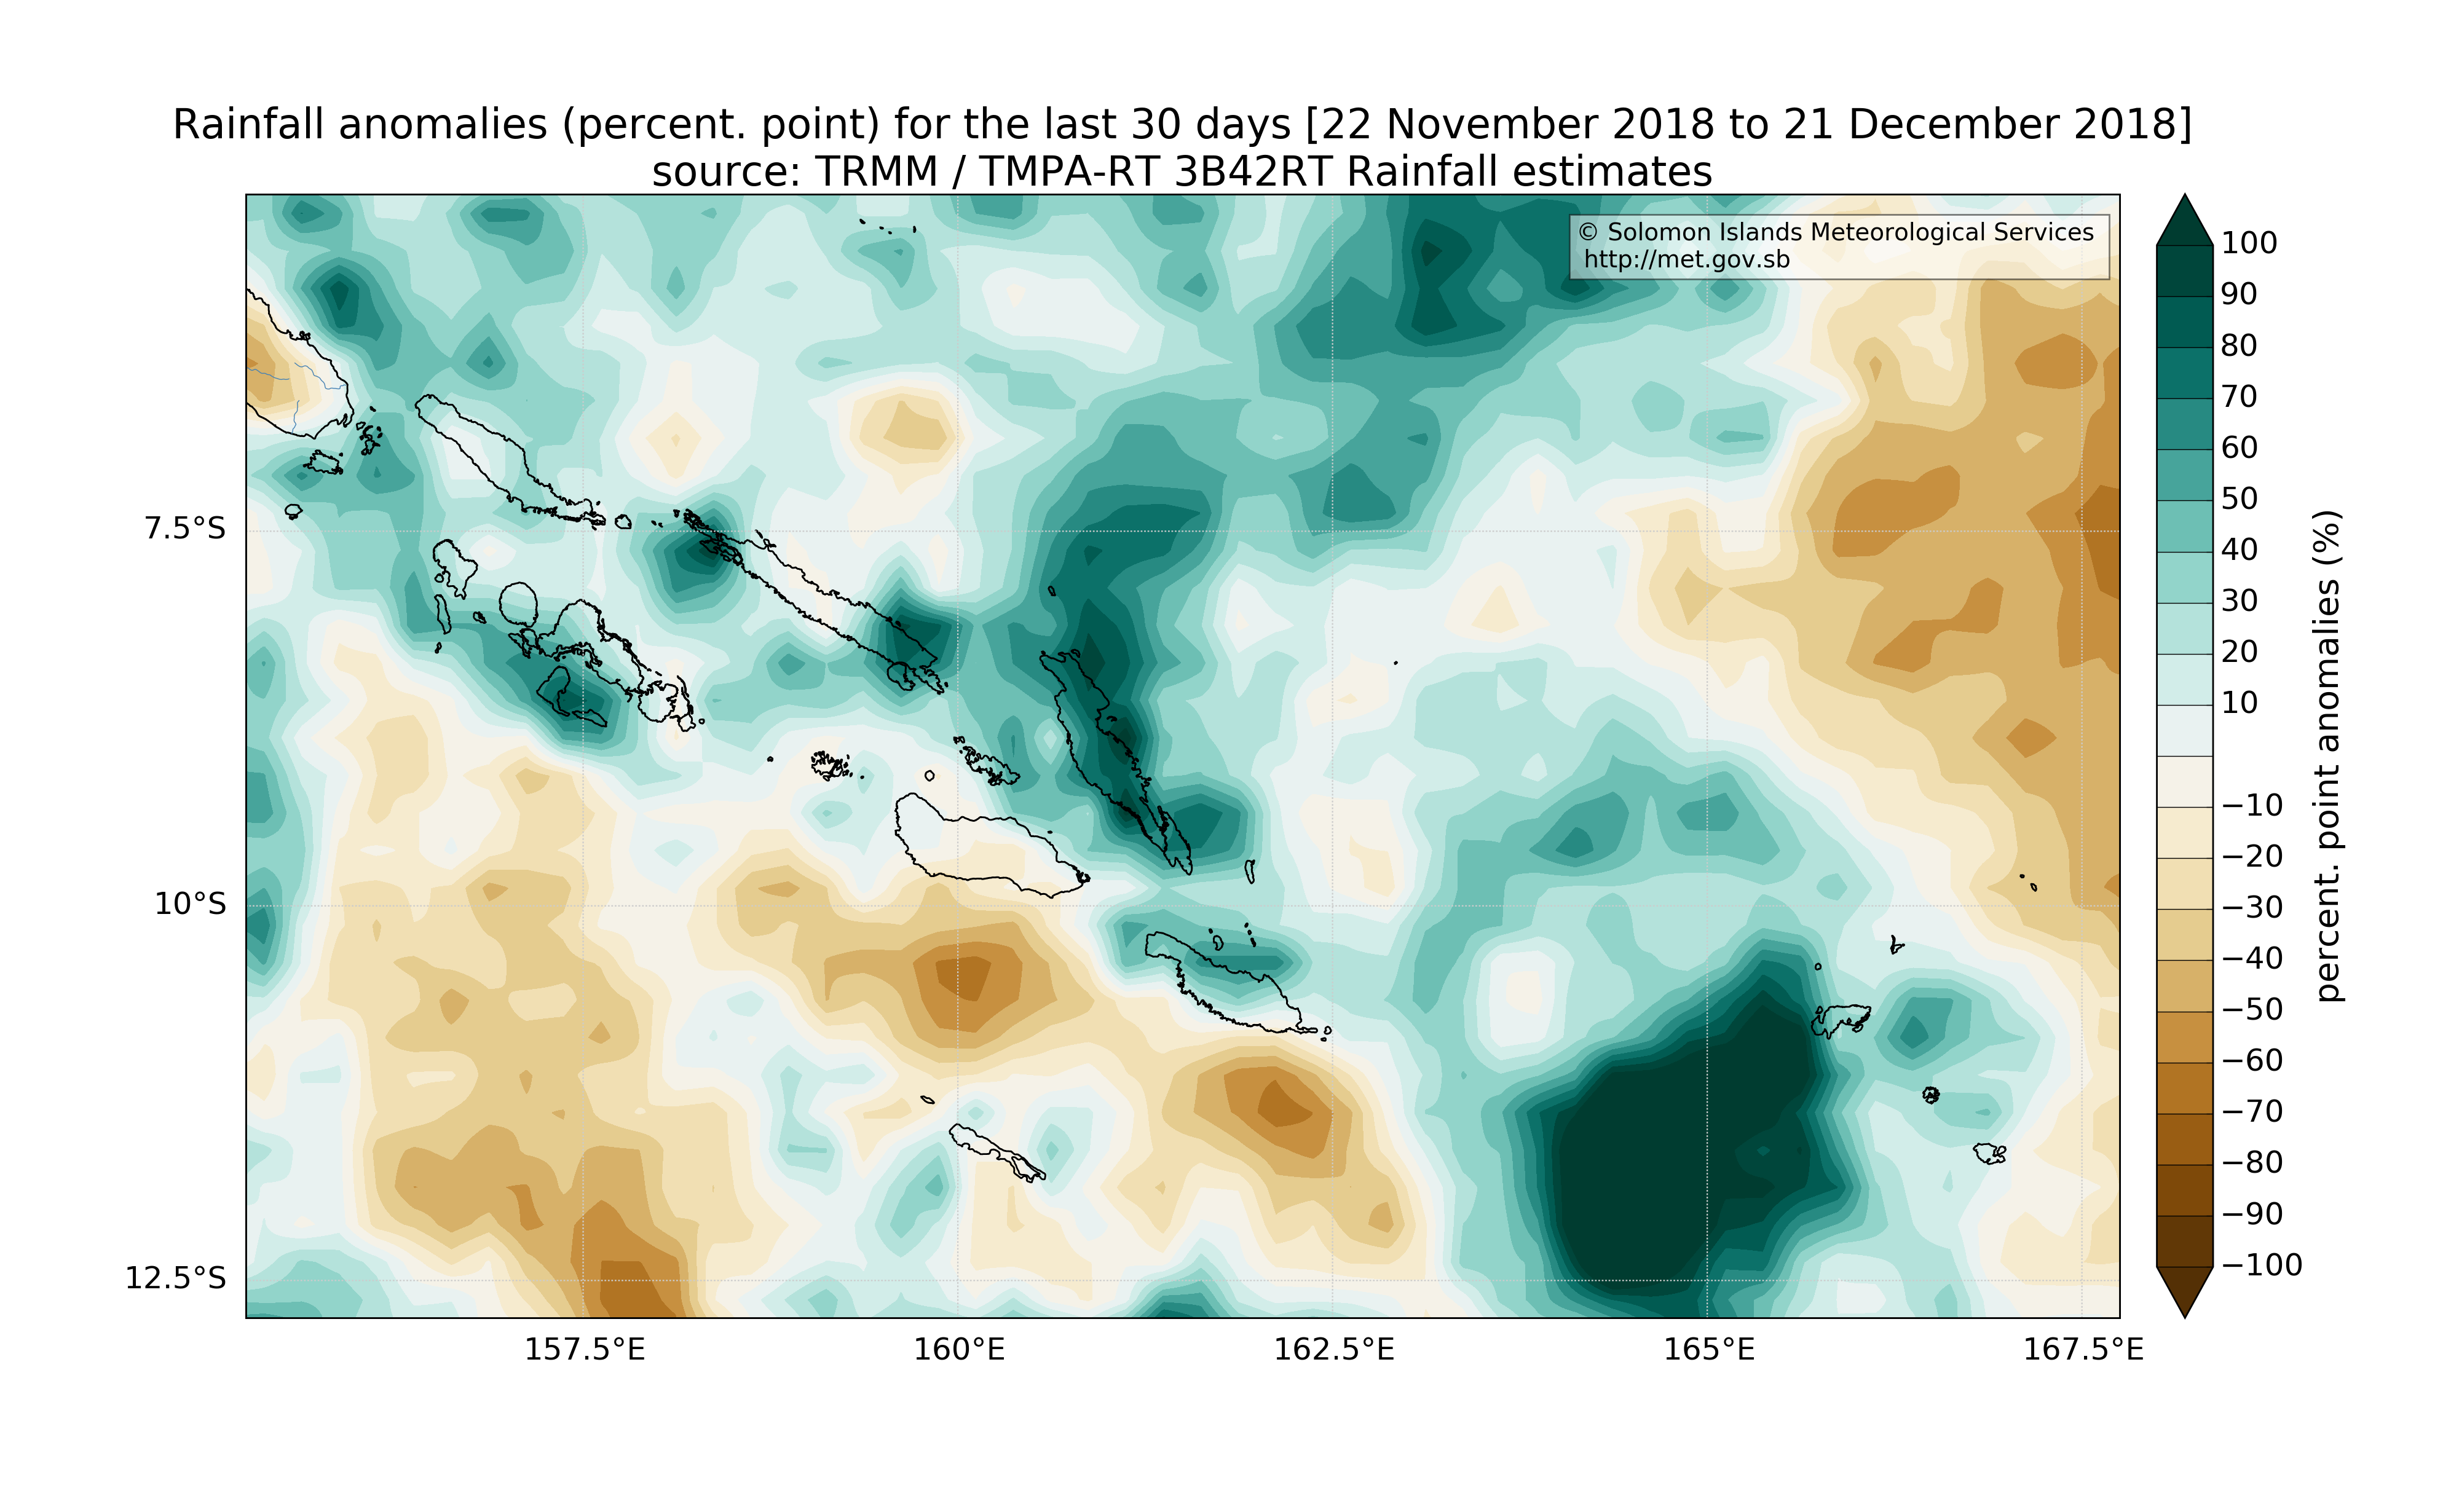 Rainfall anomalies (percent. point) for the last 30 days [22 November 2018 to 21 December 2018]
source: TRMM / TMPA-RT 3B42RT Rainfall estimates
© Solomon Islands Meteorological Services
http://met.gov.sb
7.5°S
10°S
12.5°S
157.5°E
160°E
162.5°E
165°E
167.5°E
100
90
80
70
60
50
40
30
20
10
−10
−20
−30
−40
−50
−60
−70
−80
−90
−100
percent. point anomalies (%)